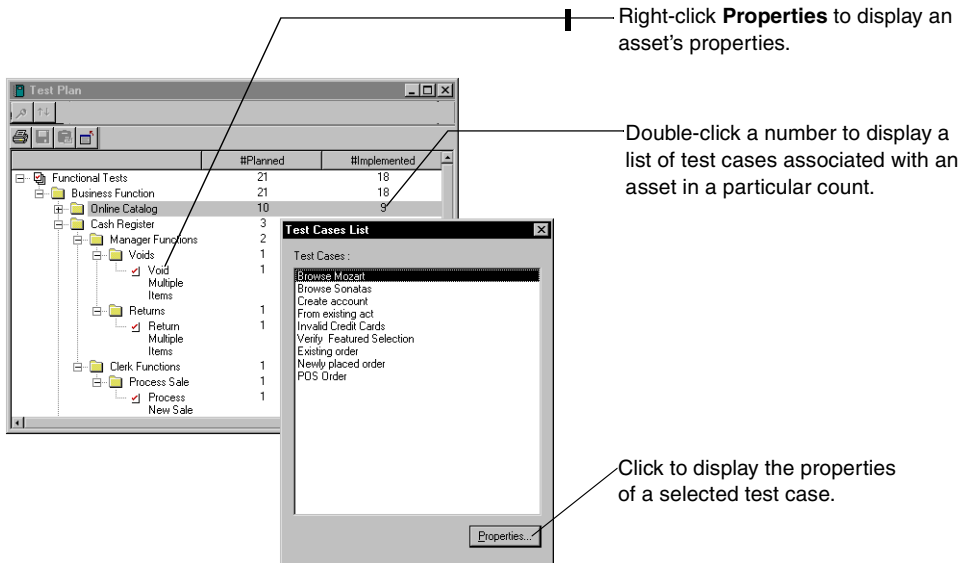 Right-click Properties to display an
asset's properties.
Test Plan
Double-click a number to display a
list of test cases associated with an
asset in a particular count.
#Planned #Implemented
Functional Tests 21 18
Business Function 21 18
Online Catalog 10 9
Cash Register 3
Manager Functions 2
Voids 1
Void 1
Multiple
Items
Returns 1
Return 1
Multiple
Items
Clerk Functions 1
Process Sale 1
Process 1
New Sale
Test Cases List
Test Cases :
Browse Mozart
Browse Sonatas
Create account
From existing act
Invalid Credit Cards
Verify Featured Selection
Existing order
Newly placed order
POS Order
Click to display the properties
of a selected test case.
Properties...